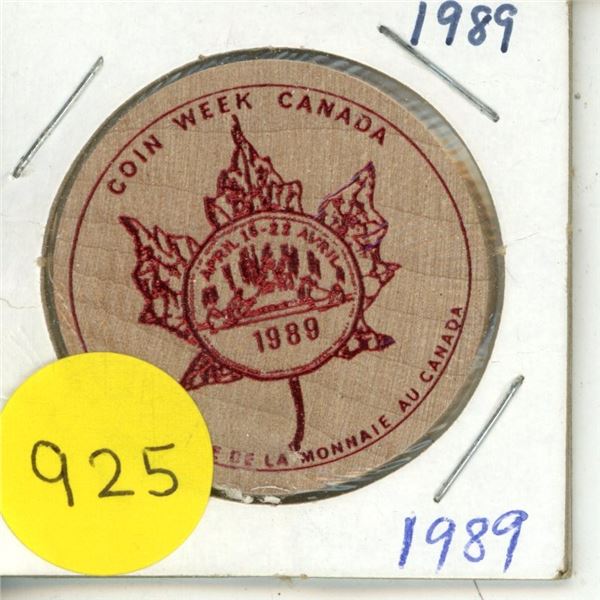 1989
COIN WEEK CANADA
APRIL 16-22 AVRIL
1989
DE LA MONNAIE AU CANADA
925
1989